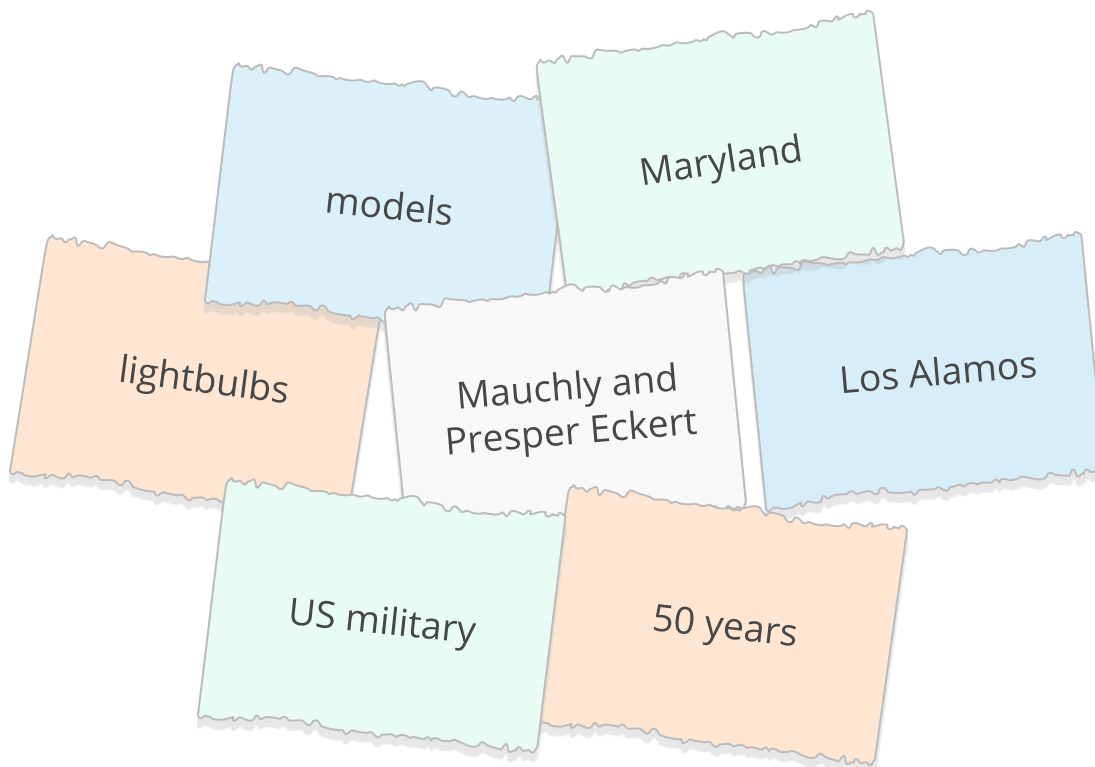 Maryland
models
Los Alamos
lightbulbs
Mauchly and
Presper Eckert
US military
50 years